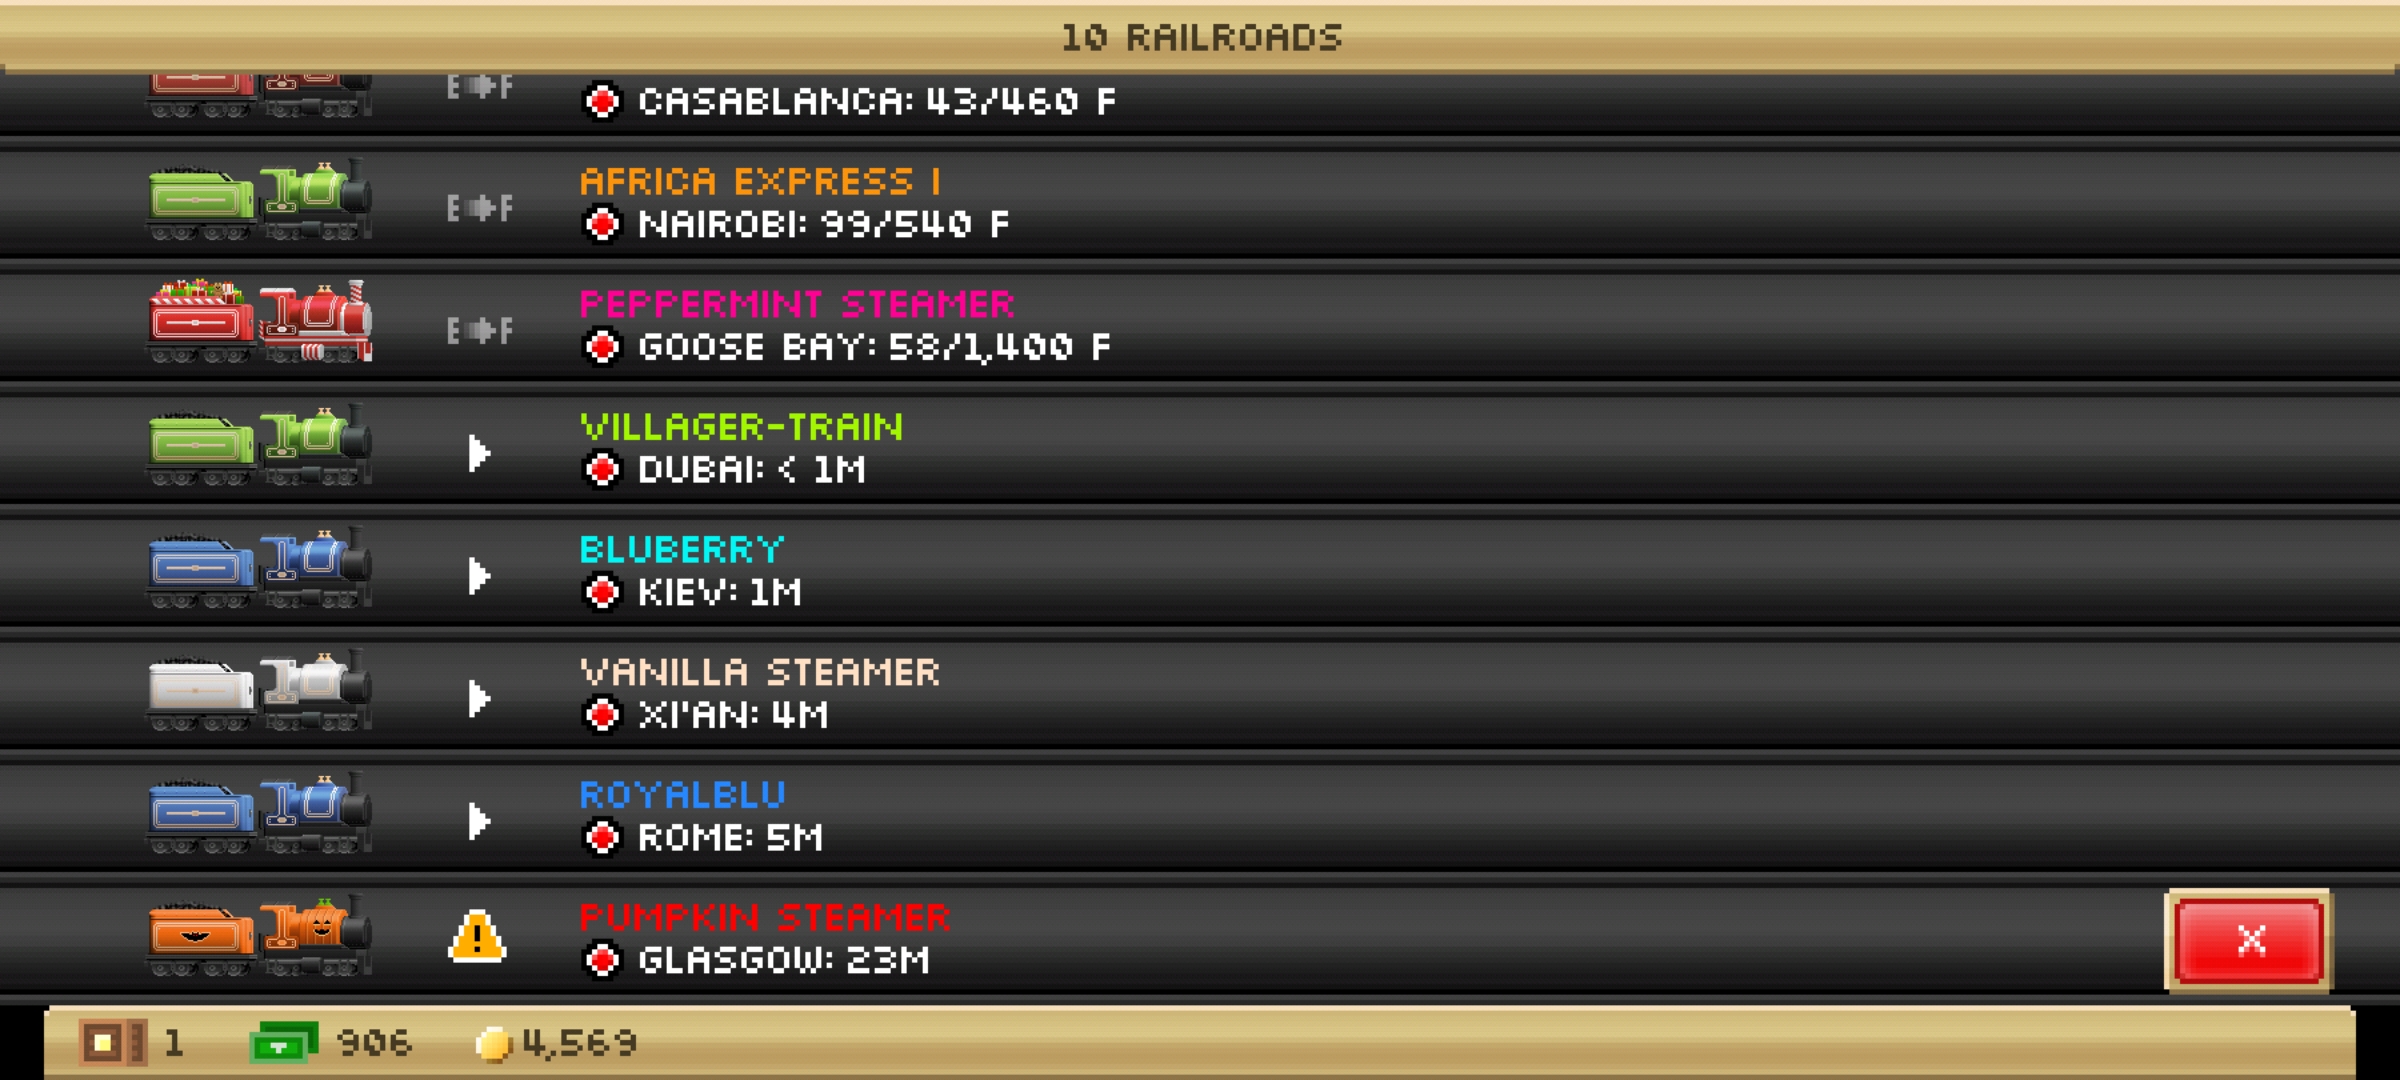 10 RAILROADS
E F
CASABLANCA: 43/460 F
AFRICA EXPRESS I
E F
NAIROBI: 99/540 F
PEPPERMINT STEAMER
E F
GOOSE BAY: 58/1,400 F
VILLAGER-TRAIN
DUBAI: < 1M
BLUBERRY
KIEV: 1M
VANILLA STEAMER
XI'AN: 4M
ROYALBLU
ROME: 5M
PUMPKIN STEAMER
!
GLASGOW: 23M
X
1 906 4,569